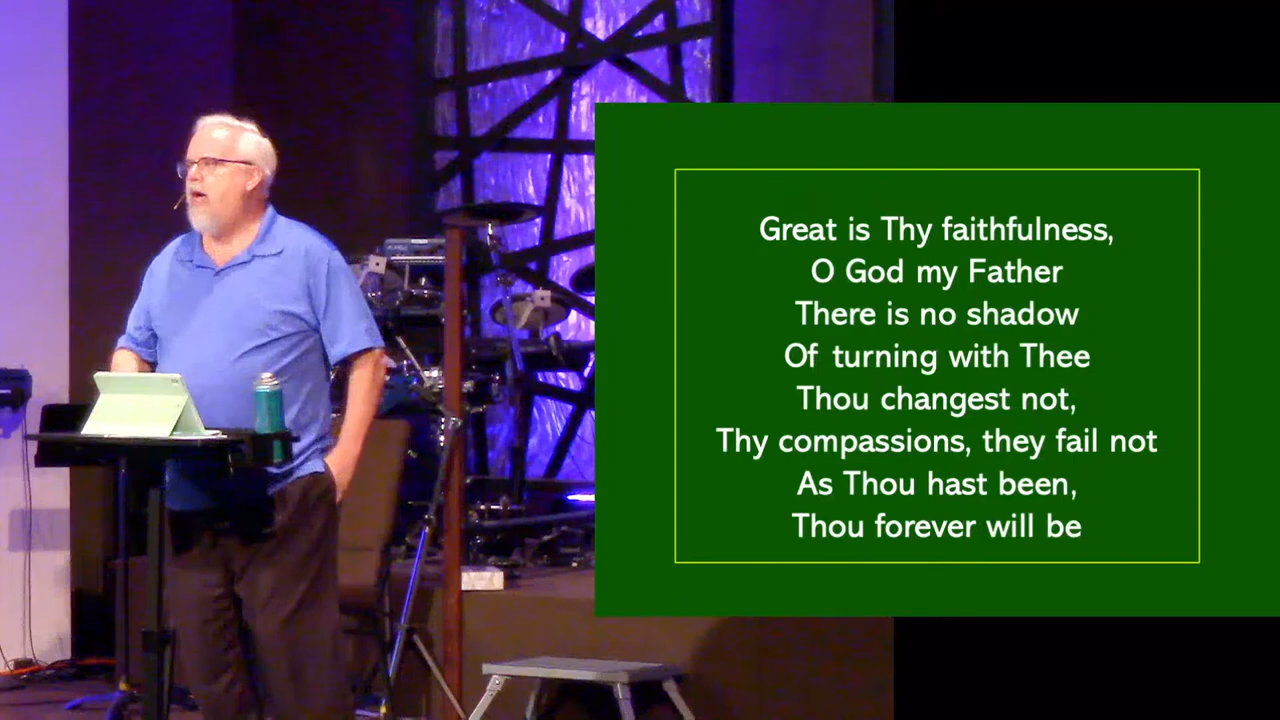 Great is Thy faithfulness,
O God my Father
There is no shadow
Of turning with Thee
Thou changest not,
Thy compassions, they fail not
As Thou hast been,
Thou forever will be